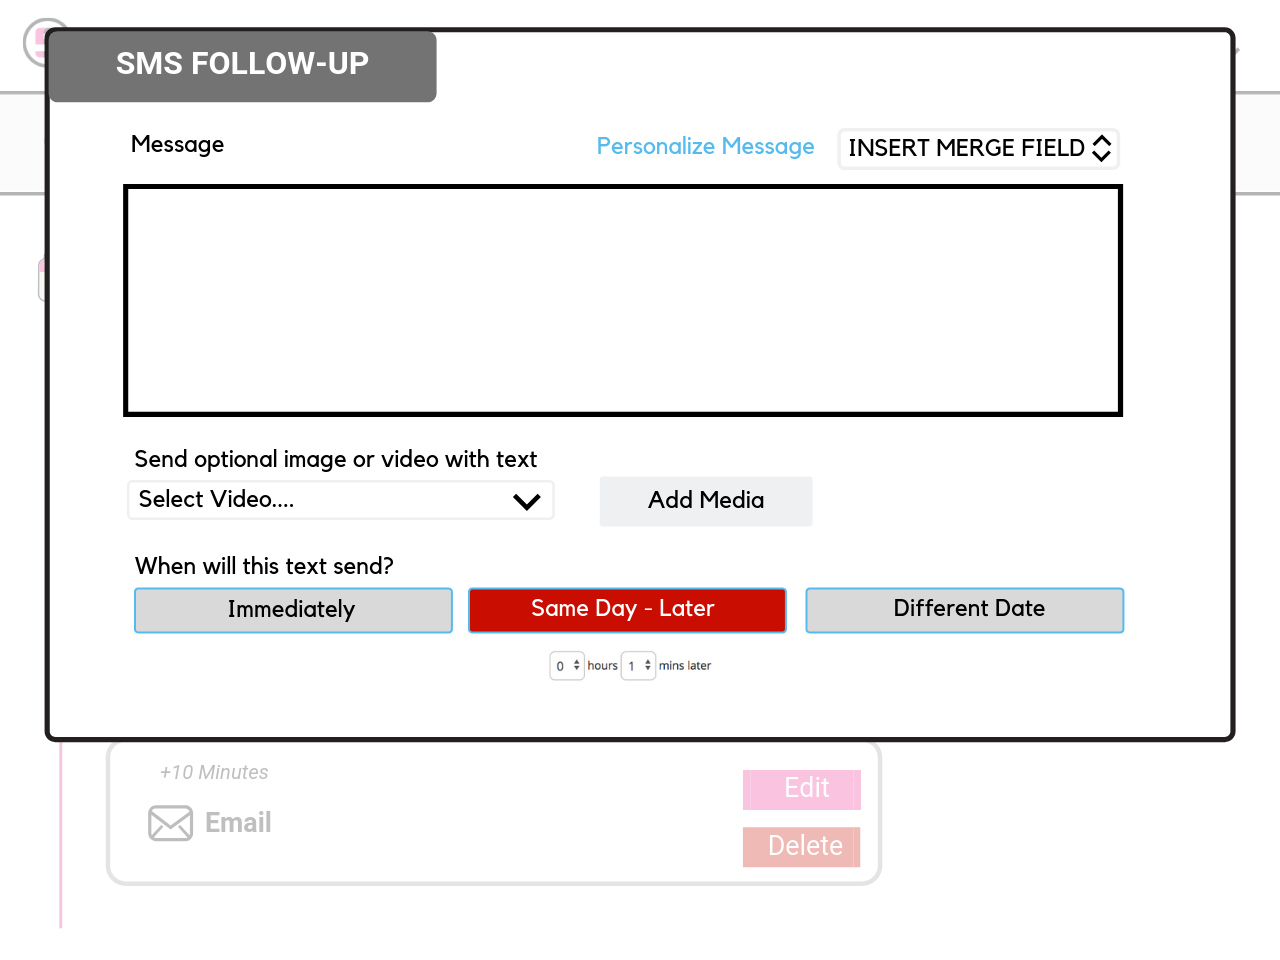 SMS FOLLOW-UP
Message
Personalize Message
INSERT MERGE FIELD
Send optional image or video with text
Select Video....
Add Media
When will this text send?
Immediately
Same Day - Later
Different Date
0 hours 1 mins later
+10 Minutes
Email
Edit
Delete